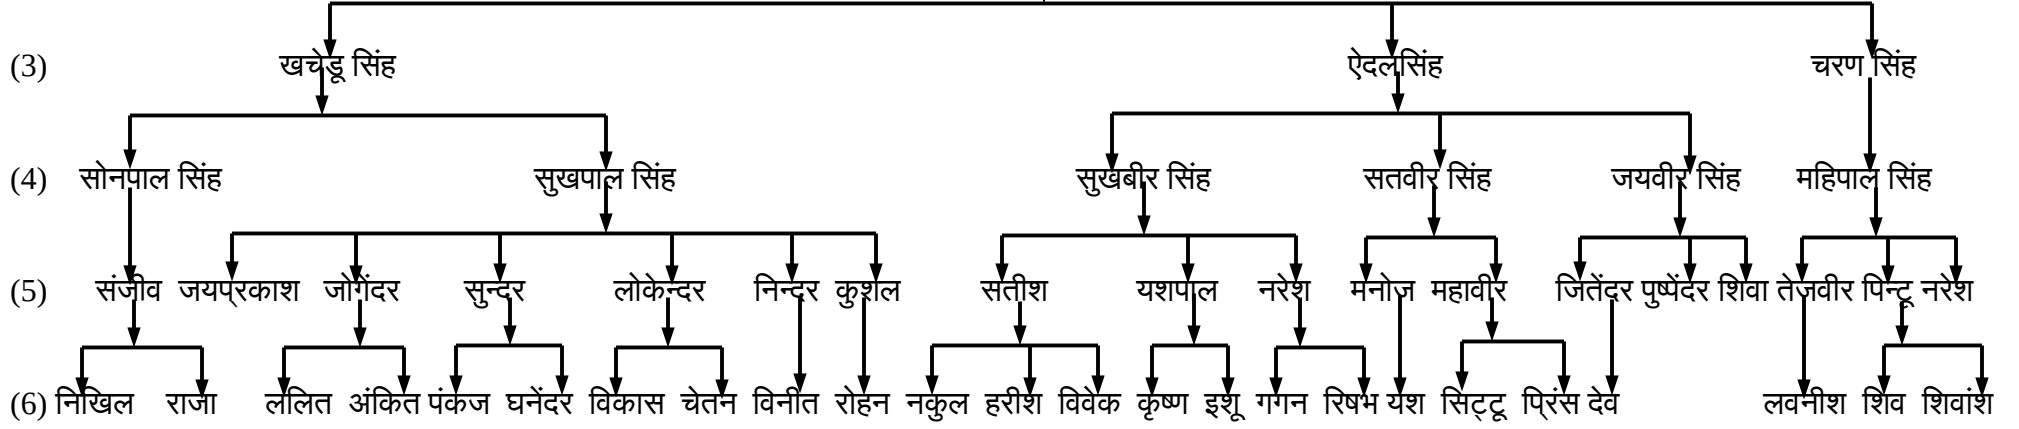 (3) खचेडू सिंह ऐदलसिंह चरण सिंह
(4) सोनपाल सिंह सुखपाल सिंह सुखबीर सिंह सतवीर सिंह जयवीर सिंह महिपाल सिंह
(5) संजीव जयप्रकाश जोगेंदर सुन्दर लोकेन्दर निन्दर कुशल सतीश यशपाल नरेश मनोज महावीर जितेंदर पुष्पेंदर शिवा तेजवीर पिन्टू नरेश
(6) निखिल राजा ललित अंकित पंकज घनेंदर विकास चेतन विनीत रोहन नकुल हरीश विवेक कृष्ण इशू गगन रिषभ यश सिट्टू प्रिंस देव लवनीश शिव शिवांश